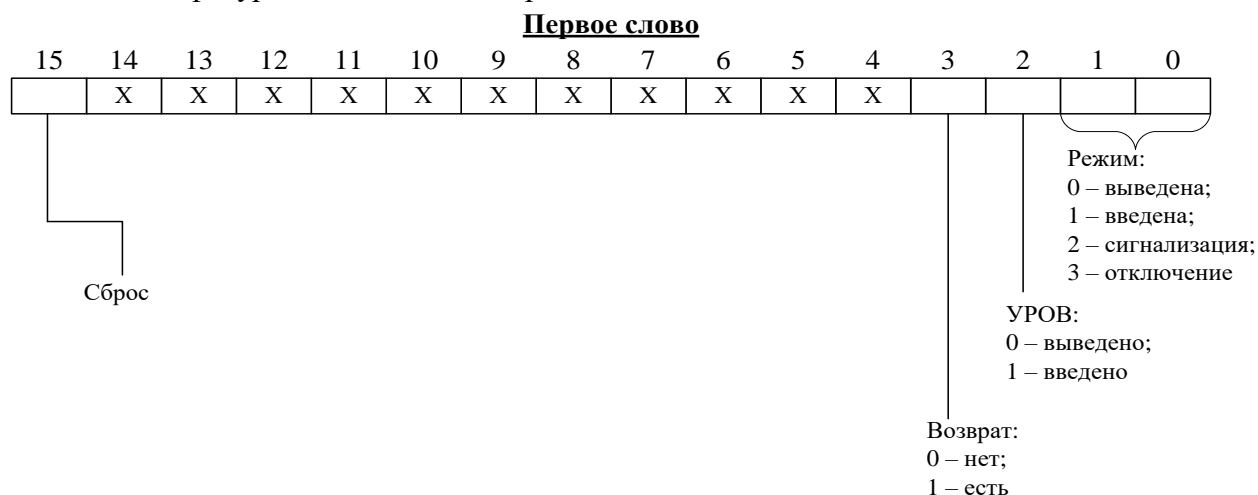 Первое слово
15 14 13 12 11 10 9 8 7 6 5 4 3 2 1 0
X X X X X X X X X X X
Режим:
0 – выведена;
1 – введена;
2 – сигнализация;
3 – отключение
Сброс
УРОВ:
0 – выведено;
1 – введено
Возврат:
0 – нет;
1 – есть